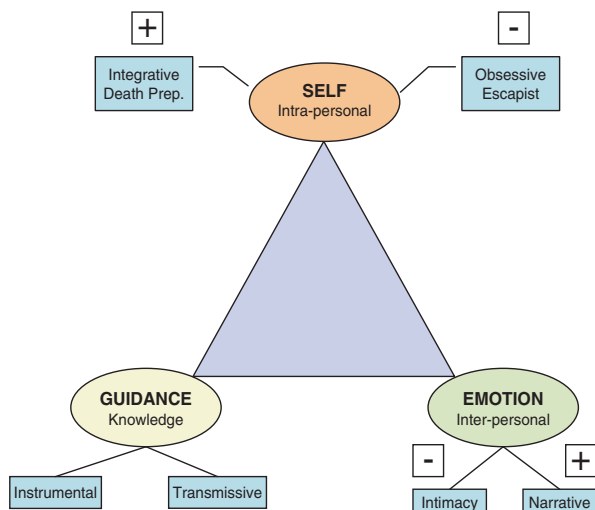 +
-
Integrative
Death Prep.
SELF
Intra-personal
Obsessive
Escapist
GUIDANCE
Knowledge
EMOTION
Inter-personal
-
+
Instrumental
Transmissive
Intimacy
Narrative